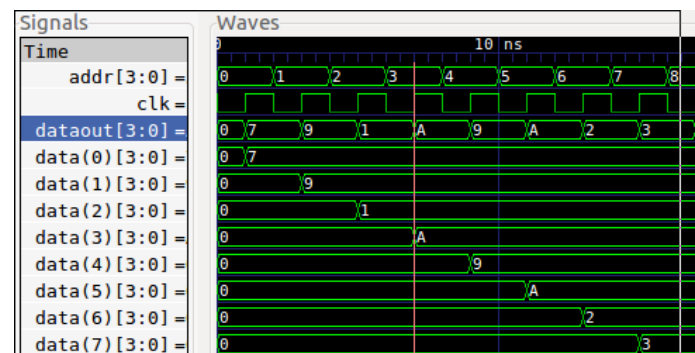 Signals Waves
Time 0 10 ns
addr[3:0] = 0 1 2 3 4 5 6 7 8
clk =
dataout[3:0] = 0 7 9 1 A 9 A 2 3
data(0)[3:0] = 0 7
data(1)[3:0] = 0 9
data(2)[3:0] = 0 1
data(3)[3:0] = 0 A
data(4)[3:0] = 0 9
data(5)[3:0] = 0 A
data(6)[3:0] = 0 2
data(7)[3:0] = 0 3